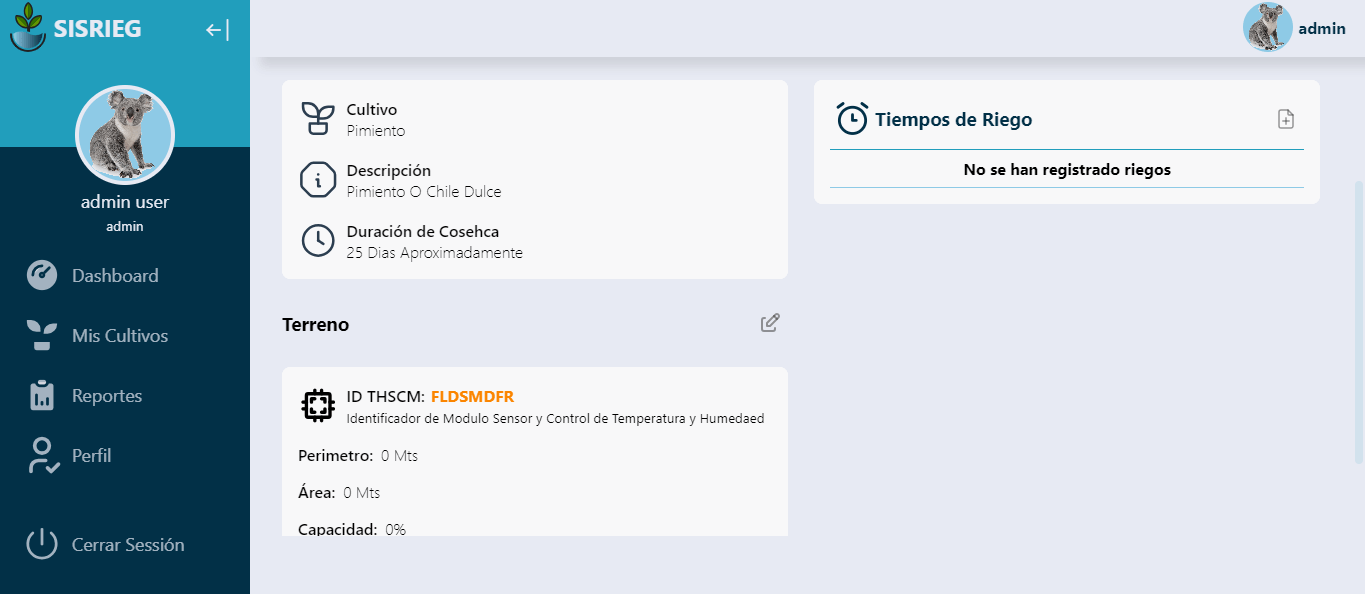 SISRIEG
admin user
admin
Dashboard
Mis Cultivos
Reportes
Perfil
Cerrar Sessión
admin
Cultivo
Pimiento
Descripción
Pimiento O Chile Dulce
Duración de Cosehca
25 Dias Aproximadamente
Terreno
ID THSCM: FLDSMDFR
Identificador de Modulo Sensor y Control de Temperatura y Humedaed
Perimetro: 0 Mts
Área: 0 Mts
Capacidad: 0%
Tiempos de Riego
No se han registrado riegos